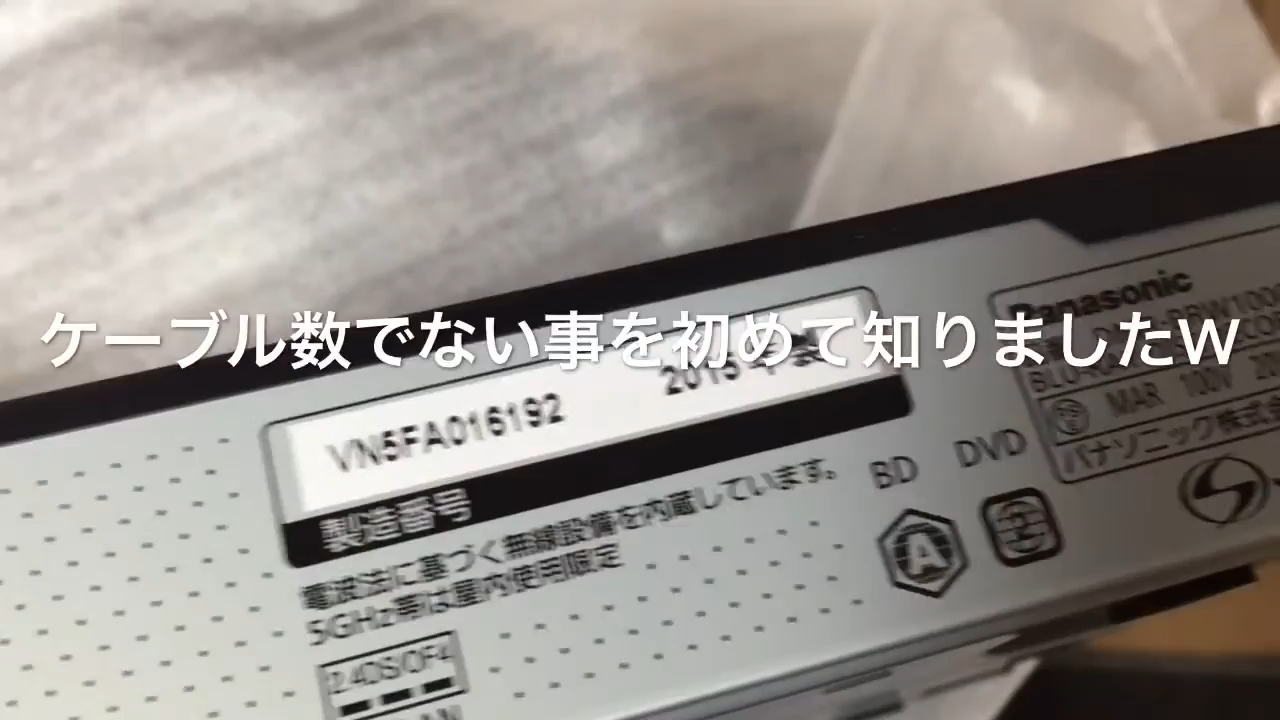 ケーブル数でない事を初めて知りましたW
Panasonic
MAR 100V
パナソニック株式会
VN5FA016192
製造番号
電波法に基づく無線設備を内蔵しています。
5GHz帯は屋内使用限定
2.4DS/OF4
BD
DVD
A